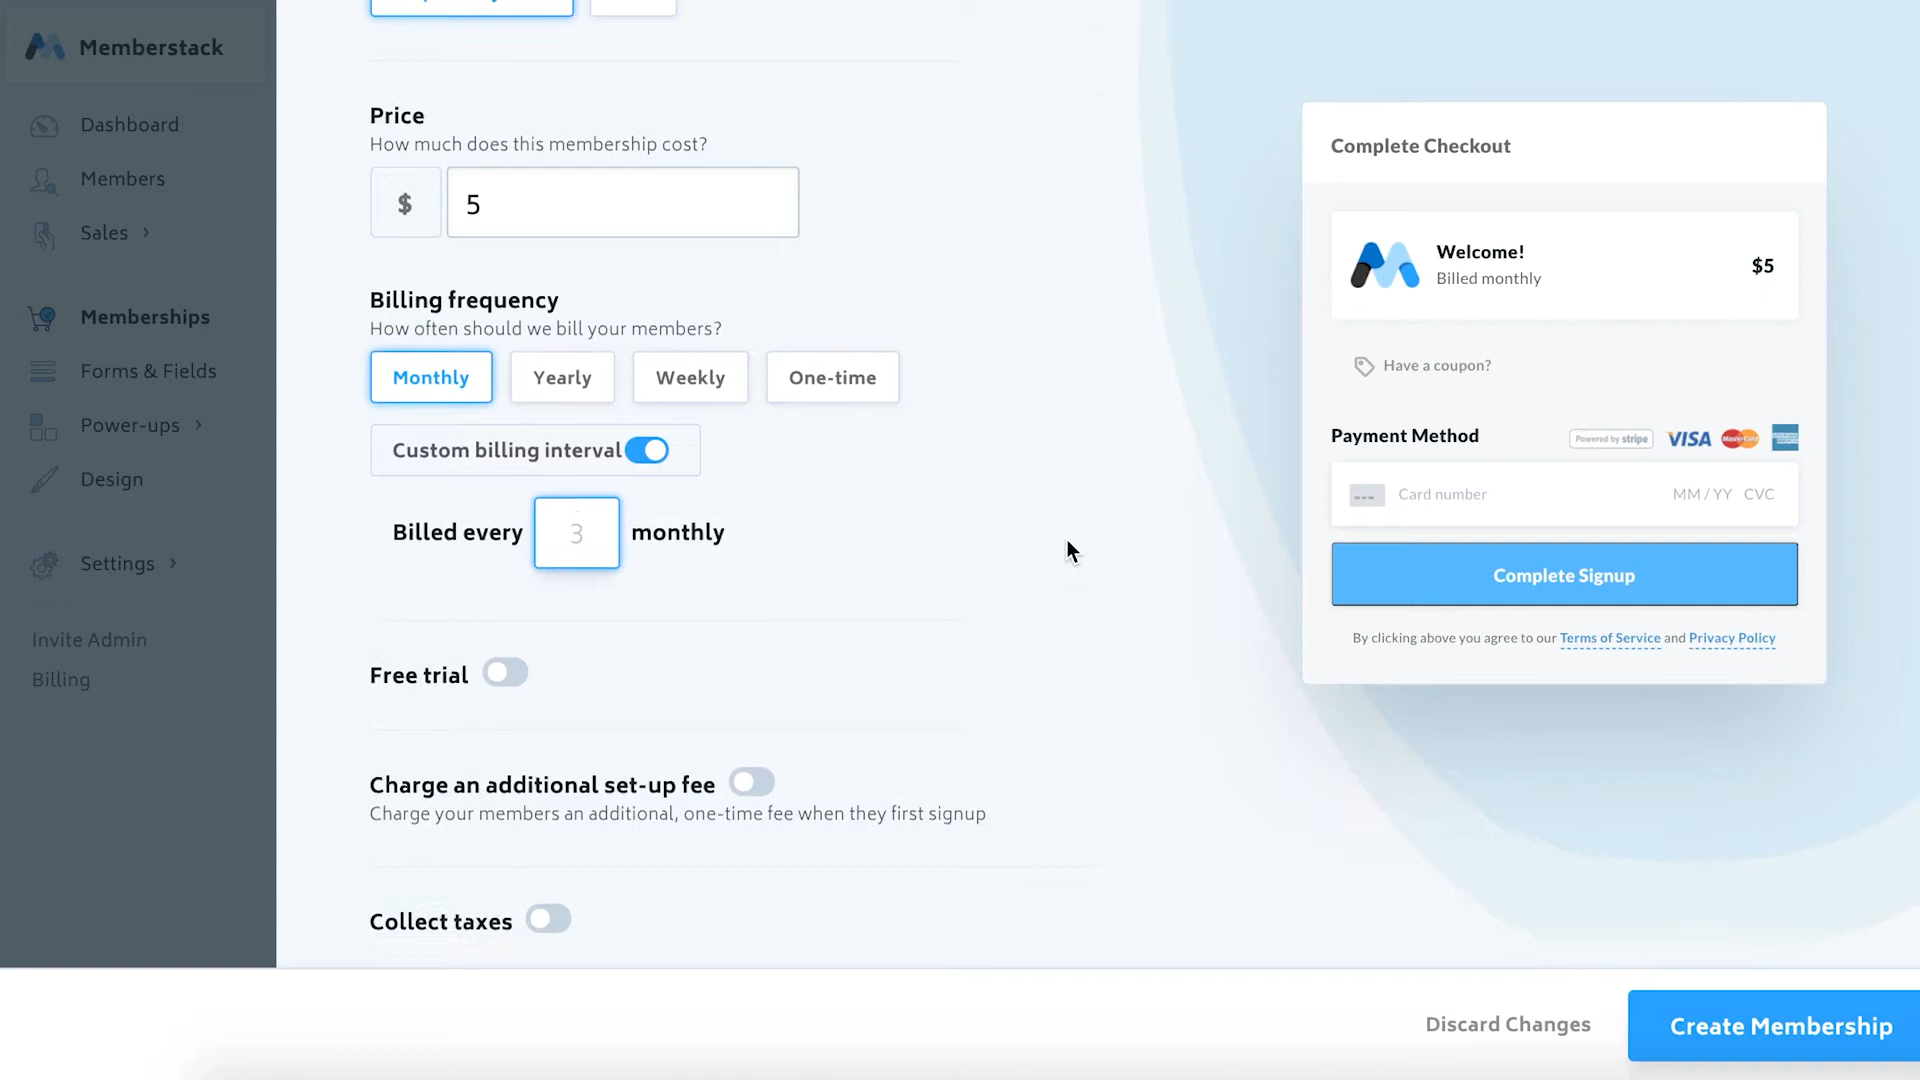 Memberstack
Dashboard
Members
Sales
Memberships
Forms & Fields
Power-ups
Design
Settings
Invite Admin
Billing
Price
How much does this membership cost?
$ 5
Billing frequency
How often should we bill your members?
Monthly Yearly Weekly One-time
Custom billing interval
Billed every 3 monthly
Free trial
Charge an additional set-up fee
Charge your members an additional, one-time fee when they first signup
Collect taxes
Complete Checkout
Welcome!
Billed monthly
$5
Have a coupon?
Payment Method
Powered by stripe VISA MasterCard
Card number MM / YY CVC
Complete Signup
By clicking above you agree to our Terms of Service and Privacy Policy
Discard Changes
Create Membership